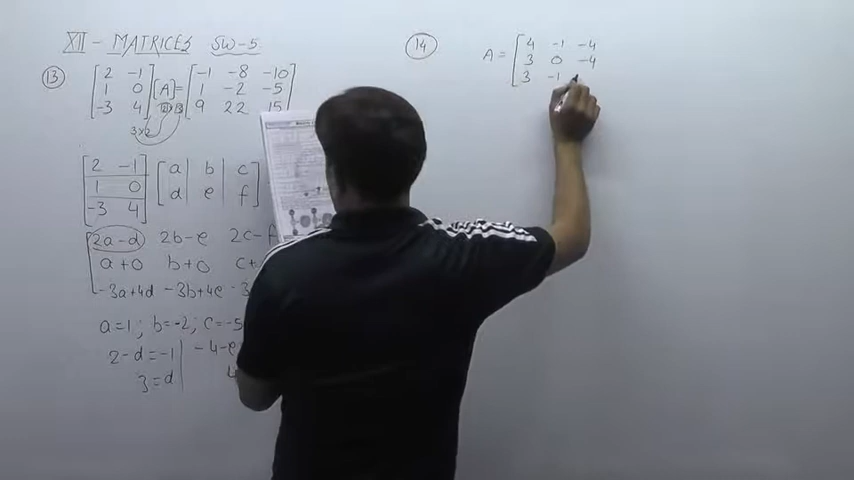 XII - MATRICES SW-5
(13) [2 -1 [A]= [-1 -8 -10]
1 0 1 -2 -5
-3 4] 9 22 15]
3×2
[2 -1] [a | b | c]
1 0 d | e | f]
-3 4]
[2a-d 2b-e 2c-f
a+0 b+0 c+
-3a+4d -3b+4e -3
a=1; b=-2; c=-5
2-d=-1 | -4-e
3=d | 4
(14) A = [4 -1 -4
3 0 -4
3 -1